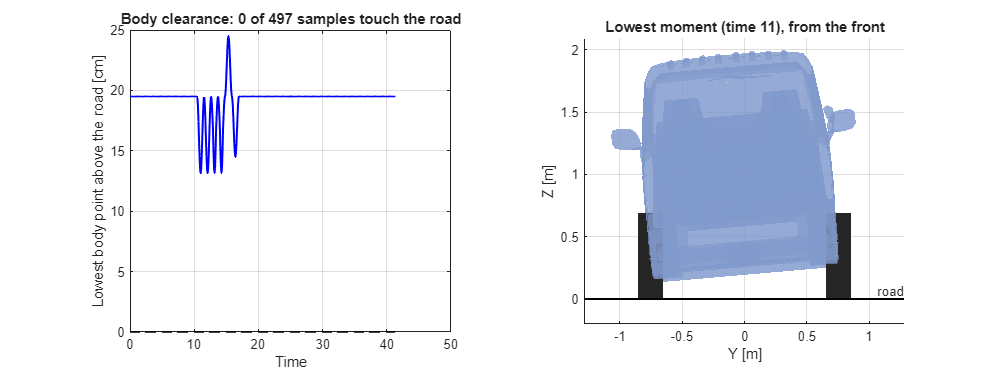 Body clearance: 0 of 497 samples touch the road
Lowest body point above the road [cm]
25
20
15
10
5
0
0 10 20 30 40 50
Time
Lowest moment (time 11), from the front
Z [m]
2
1.5
1
0.5
0
road
-1 -0.5 0 0.5 1
Y [m]